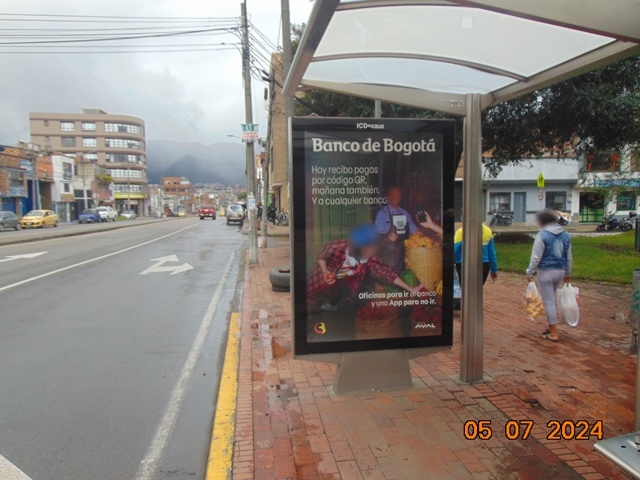 JCDecaux
Banco de Bogotá
Hoy recibo pagos
por código QR,
mañana también.
Y a cualquier banco.
Oficinas para ir al banco
y una App para no ir.
AVAL
05 07 2024